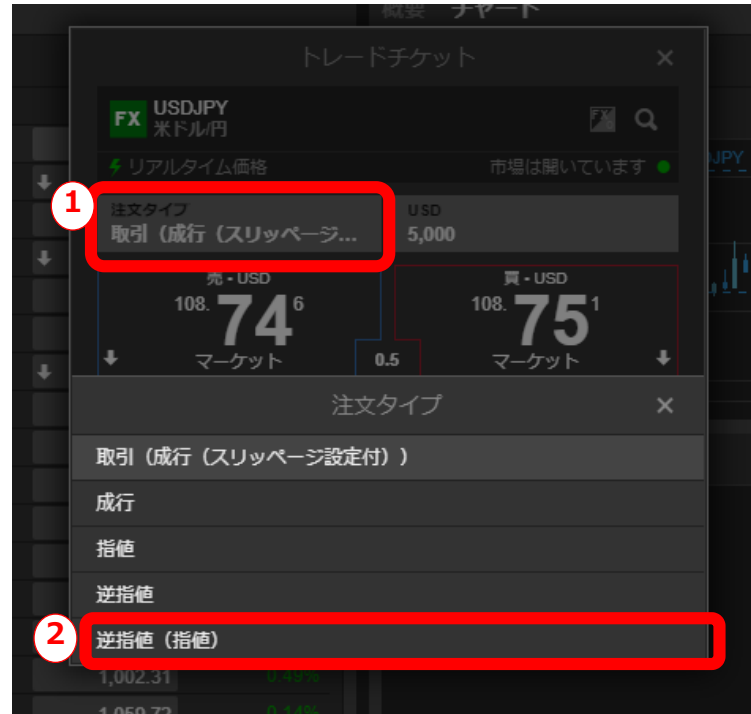 概要 チャート
トレードチケット ×
FX USDJPY
米ドル/円
リアルタイム価格 市場は開いています
DJPY
1
注文タイプ USD
取引（成行（スリッページ... 5,000
売 - USD 買 - USD
108. 74 6 108. 75 1
マーケット 0.5 マーケット
注文タイプ ×
取引（成行（スリッページ設定付））
成行
指値
逆指値
2
逆指値（指値）
1,002.31 0.49%
1,059.72 0.14%